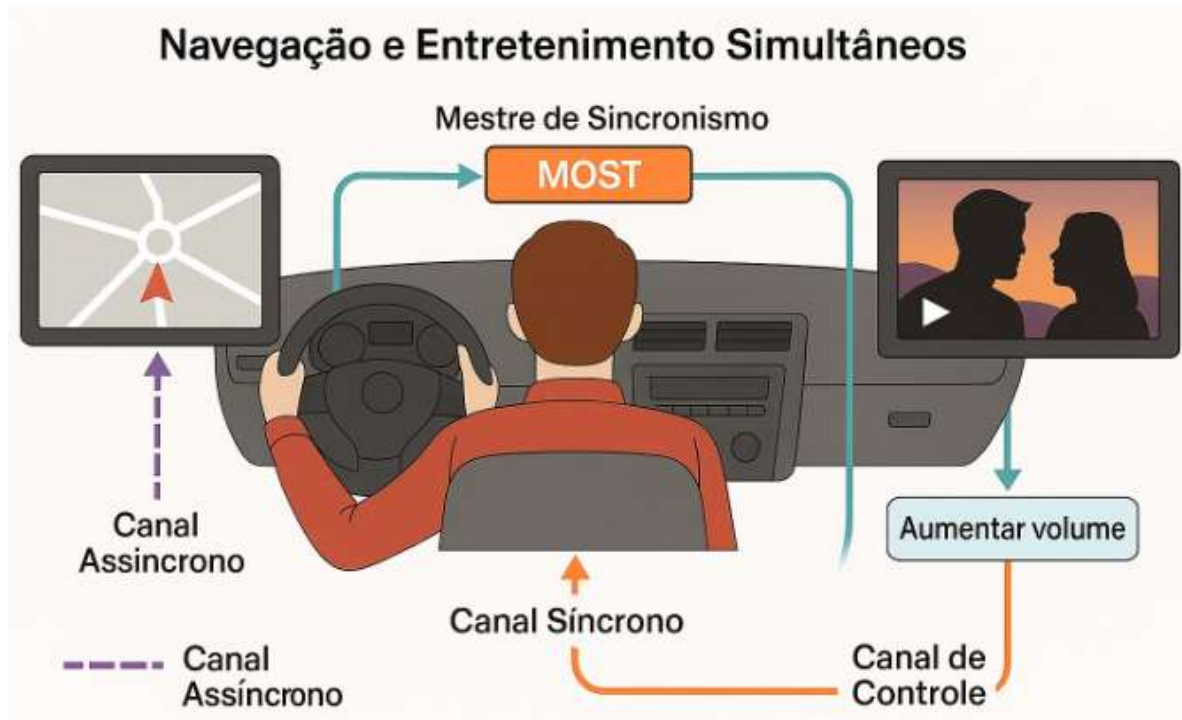 Navegação e Entretenimento Simultâneos
Mestre de Sincronismo
MOST
Canal
Assincrono
Aumentar volume
Canal Síncrono
Canal de
Controle
Canal
Assíncrono